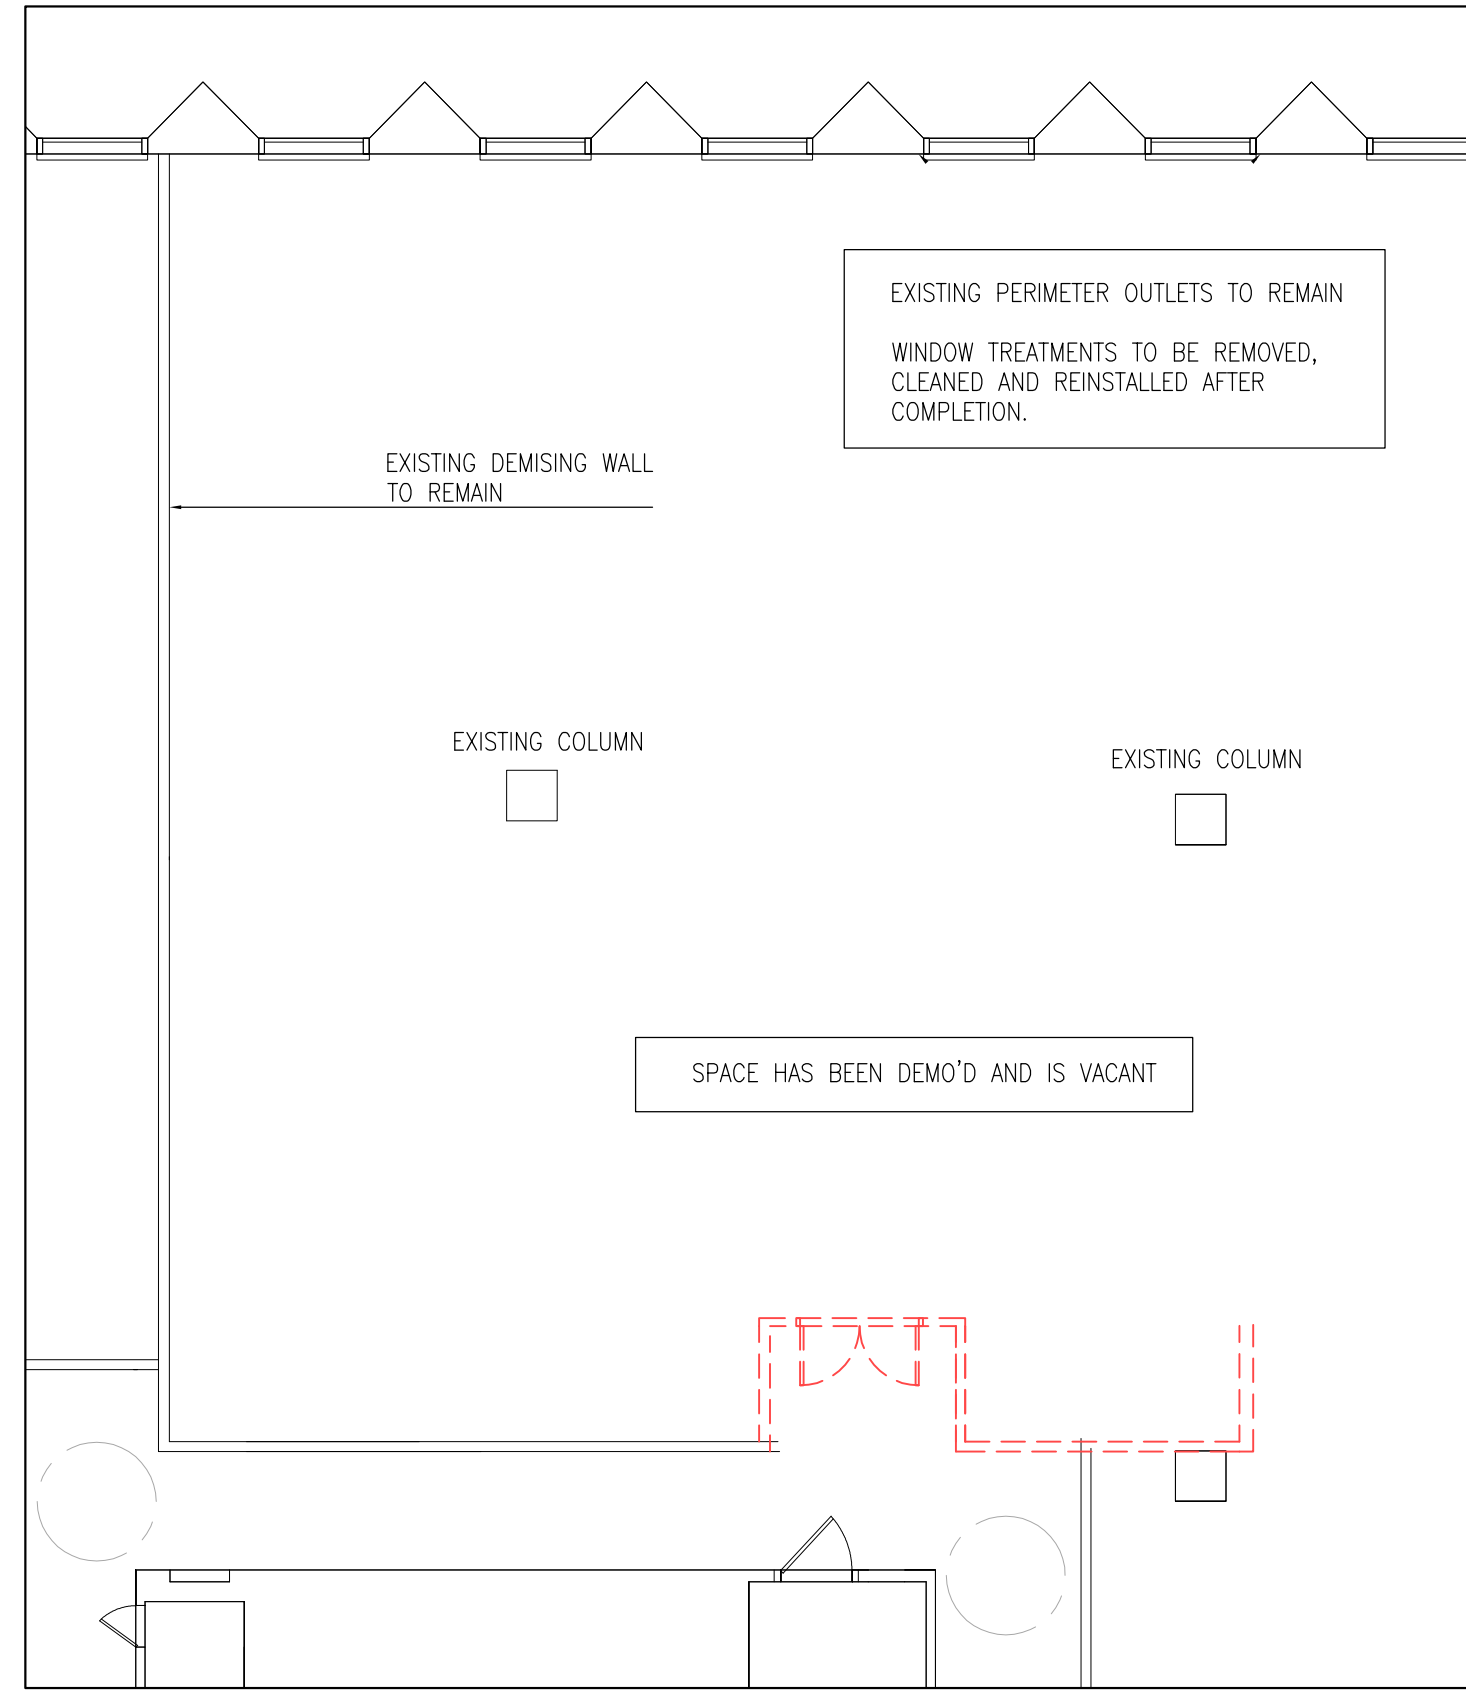 EXISTING PERIMETER OUTLETS TO REMAIN
WINDOW TREATMENTS TO BE REMOVED,
CLEANED AND REINSTALLED AFTER
COMPLETION.
EXISTING DEMISING WALL
TO REMAIN
EXISTING COLUMN
EXISTING COLUMN
SPACE HAS BEEN DEMO'D AND IS VACANT